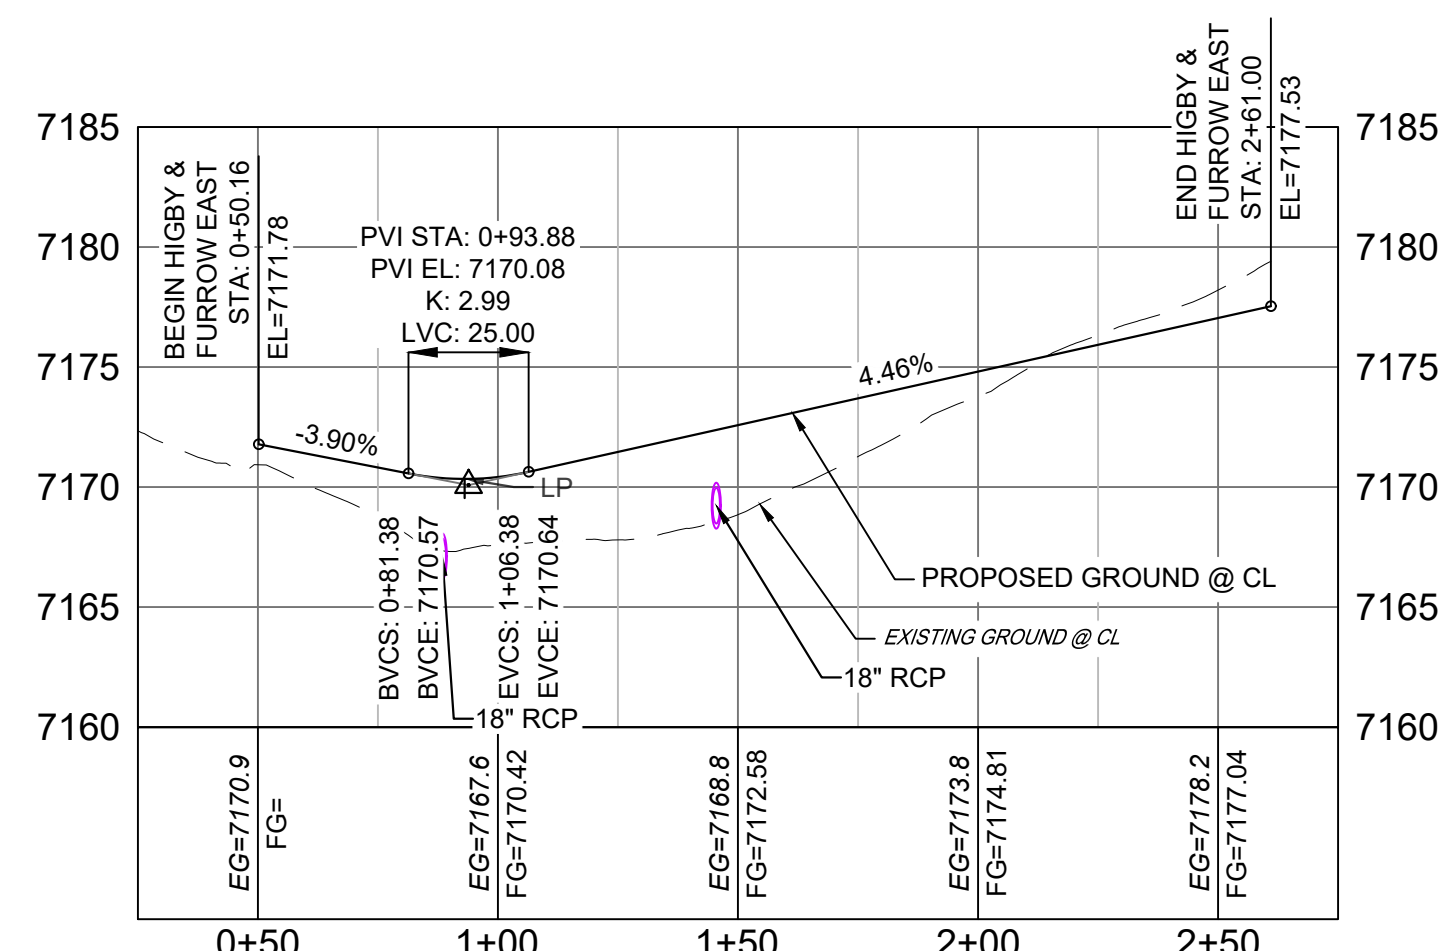 BEGIN HIGBY &
FURROW EAST
STA: 0+50.16
EL=7171.78
END HIGBY &
FURROW EAST
STA: 2+61.00
EL=7177.53
7185
7185
7180
7180
7175
7175
7170
7170
7165
7165
7160
7160
PVI STA: 0+93.88
PVI EL: 7170.08
K: 2.99
LVC: 25.00
-3.90%
4.46%
LP
BVCS: 0+81.38
BVCE: 7170.57
EVCS: 1+06.38
EVCE: 7170.64
PROPOSED GROUND @ CL
EXISTING GROUND @ CL
18" RCP
18" RCP
EG=7170.9
FG=
EG=7167.6
FG=7170.42
EG=7168.8
FG=7172.58
EG=7173.8
FG=7174.81
EG=7178.2
FG=7177.04
0+50
1+00
1+50
2+00
2+50